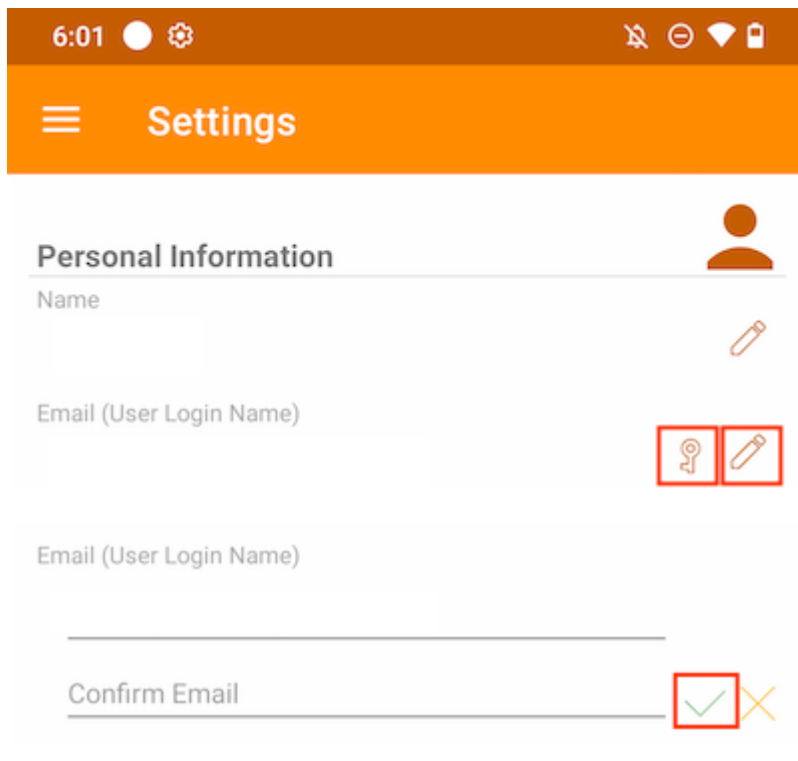 6:01
Settings
Personal Information
Name
Email (User Login Name)
Email (User Login Name)
Confirm Email